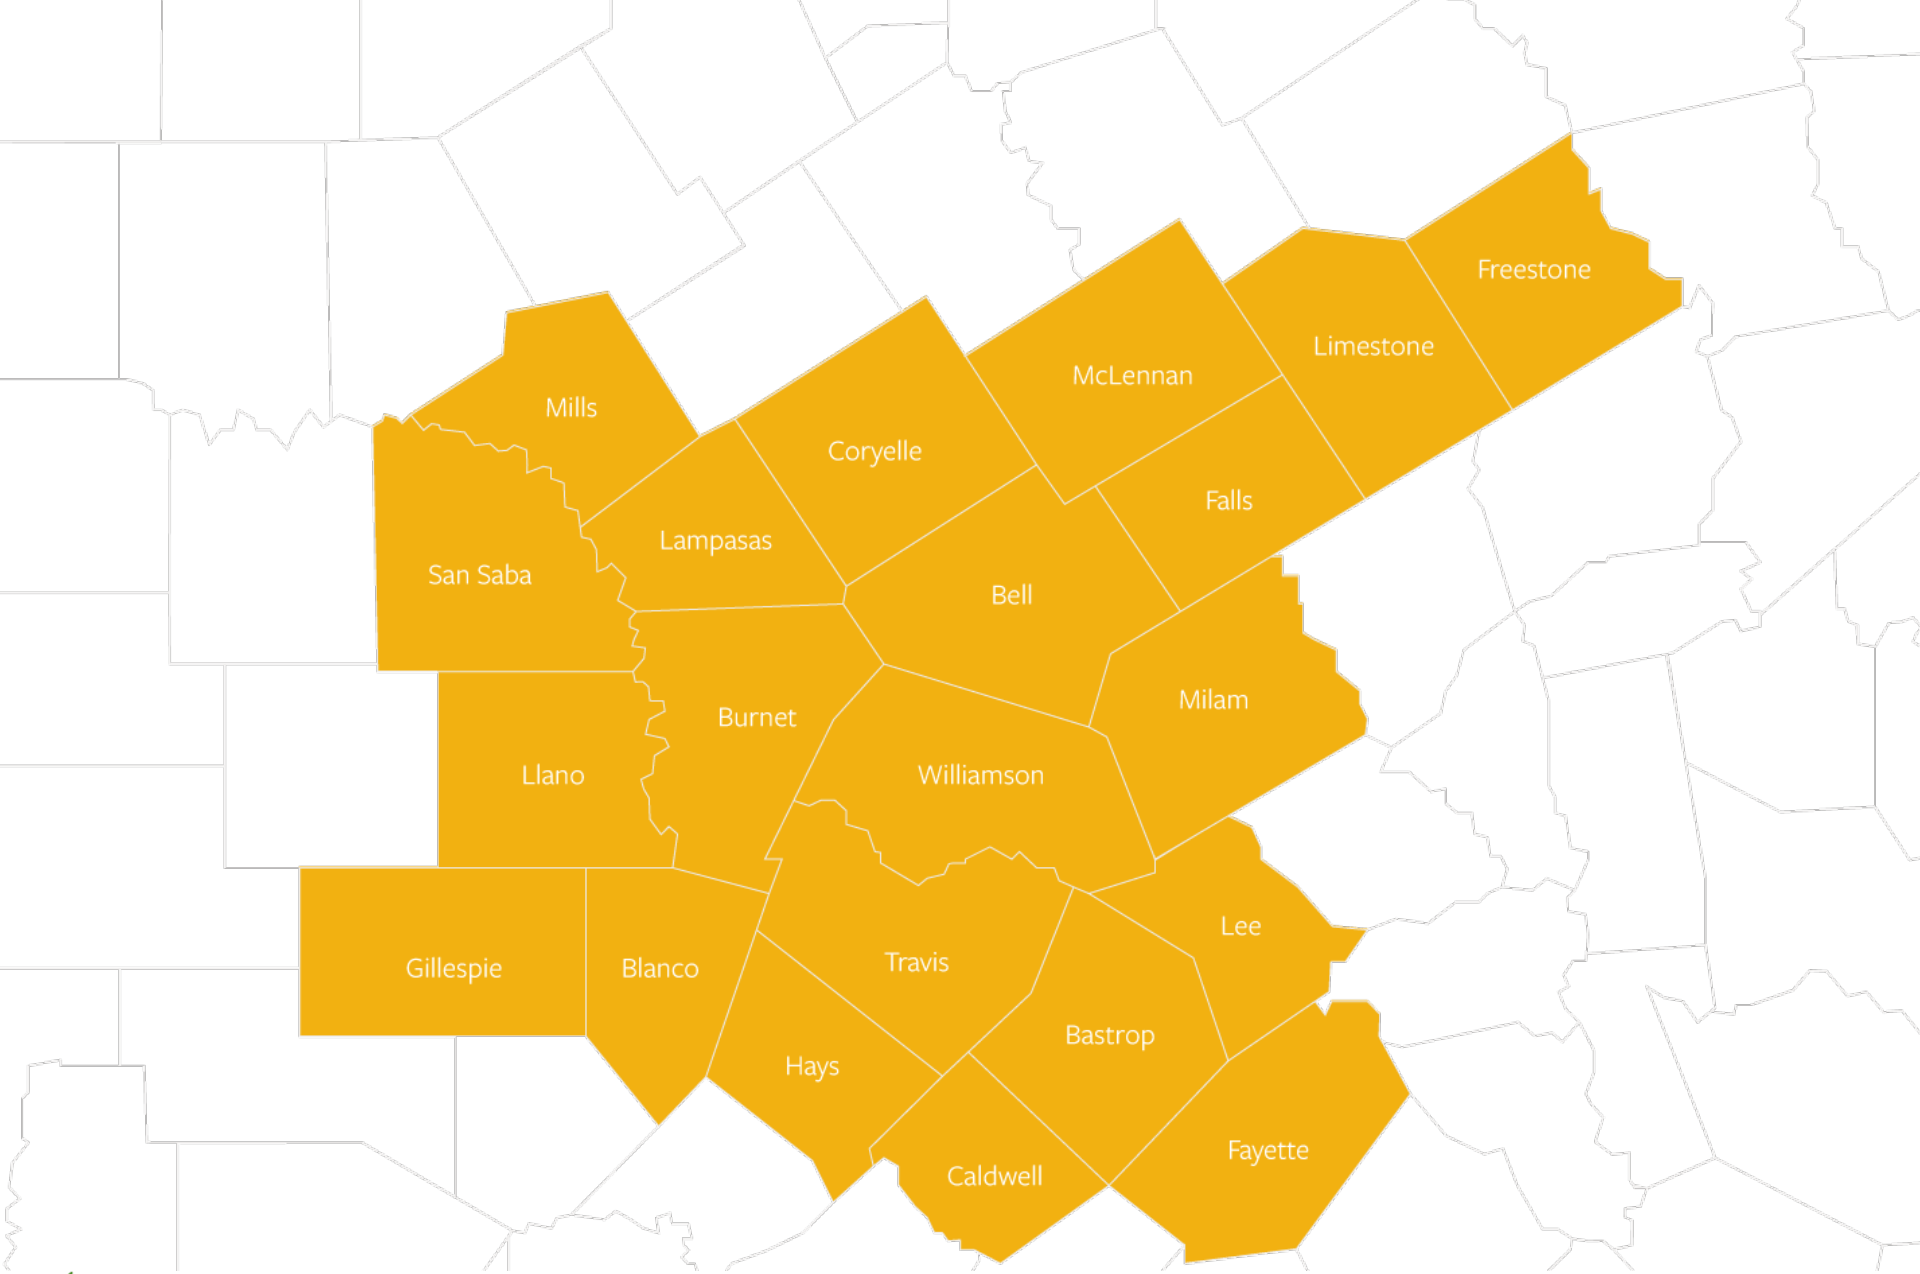 Freestone
Limestone
McLennan
Mills
Coryelle
Falls
Lampasas
San Saba
Bell
Milam
Burnet
Llano
Williamson
Lee
Travis
Gillespie
Blanco
Bastrop
Hays
Fayette
Caldwell